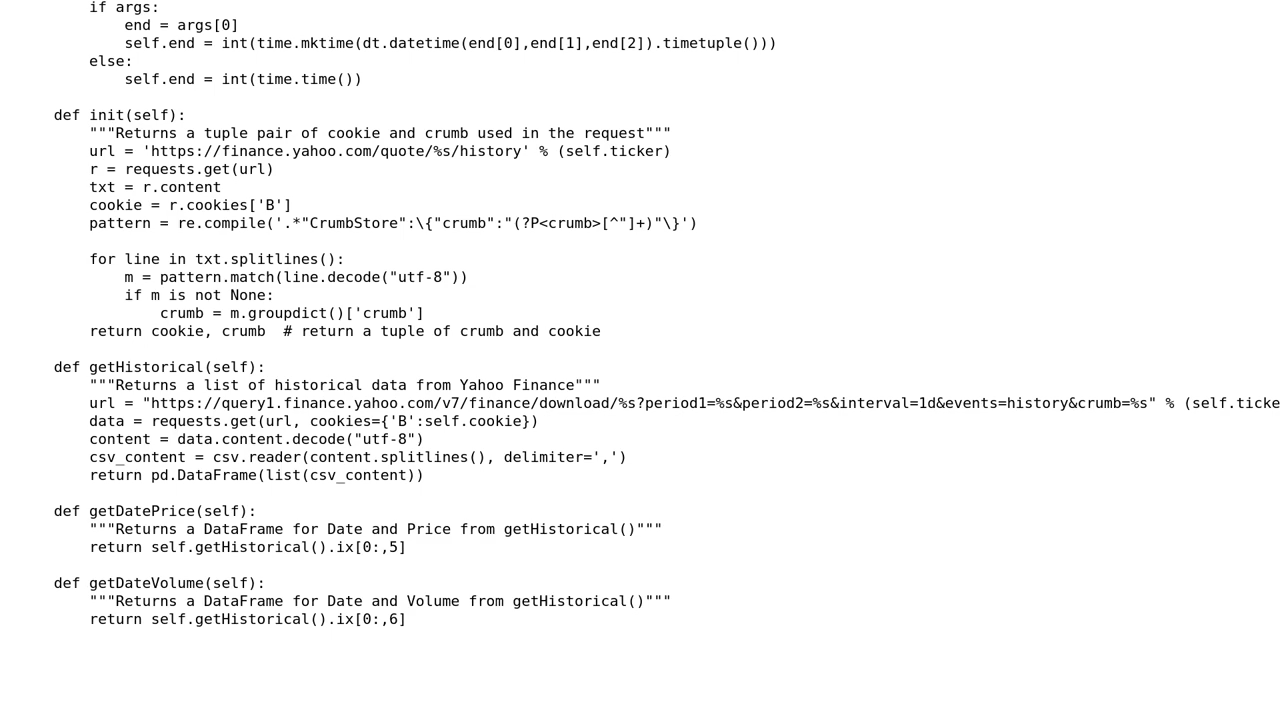 if args:
            end = args[0]
            self.end = int(time.mktime(dt.datetime(end[0],end[1],end[2]).timetuple()))
        else:
            self.end = int(time.time())

    def init(self):
        """Returns a tuple pair of cookie and crumb used in the request"""
        url = 'https://finance.yahoo.com/quote/%s/history' % (self.ticker)
        r = requests.get(url)
        txt = r.content
        cookie = r.cookies['B']
        pattern = re.compile('.*"CrumbStore":\{"crumb":"(?P<crumb>[^"]+)"\}')

        for line in txt.splitlines():
            m = pattern.match(line.decode("utf-8"))
            if m is not None:
                crumb = m.groupdict()['crumb']
        return cookie, crumb  # return a tuple of crumb and cookie

    def getHistorical(self):
        """Returns a list of historical data from Yahoo Finance"""
        url = "https://query1.finance.yahoo.com/v7/finance/download/%s?period1=%s&period2=%s&interval=1d&events=history&crumb=%s" % (self.ticke
        data = requests.get(url, cookies={'B':self.cookie})
        content = data.content.decode("utf-8")
        csv_content = csv.reader(content.splitlines(), delimiter=',')
        return pd.DataFrame(list(csv_content))

    def getDatePrice(self):
        """Returns a DataFrame for Date and Price from getHistorical()"""
        return self.getHistorical().ix[0:,5]

    def getDateVolume(self):
        """Returns a DataFrame for Date and Volume from getHistorical()"""
        return self.getHistorical().ix[0:,6]